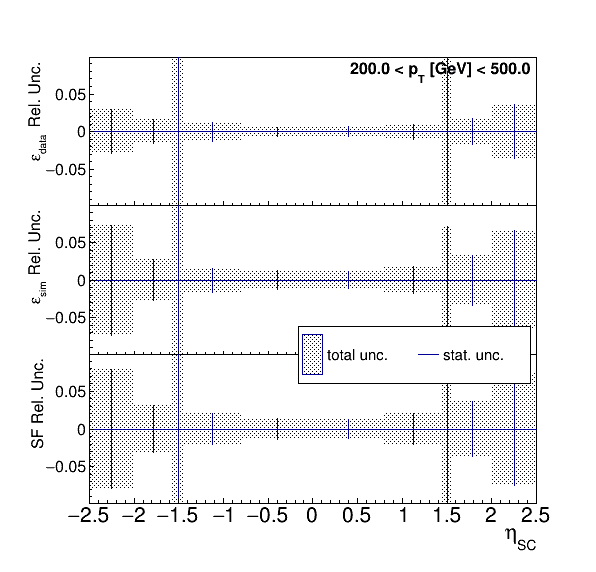 200.0 < p_T [GeV] < 500.0
ε_data Rel. Unc.
0.05
0
−0.05
ε_sim Rel. Unc.
0.05
0
−0.05
total unc.
stat. unc.
SF Rel. Unc.
0.05
0
−0.05
−2.5 −2 −1.5 −1 −0.5 0 0.5 1 1.5 2 2.5
η_SC